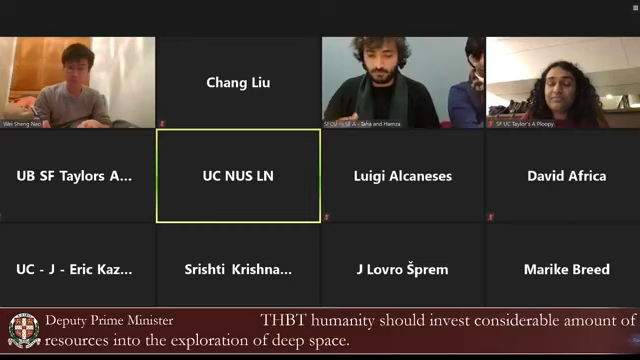 Chang Liu
Wei Sheng Neo
SF UC Taylor's A Ploopy
UB SF Taylors A...
UC NUS LN
Luigi Alcaneses
David Africa
UC - J - Eric Kaz...
Srishti Krishna...
J Lovro Šprem
Marike Breed
Deputy Prime Minister
THBT humanity should invest considerable amount of
resources into the exploration of deep space.